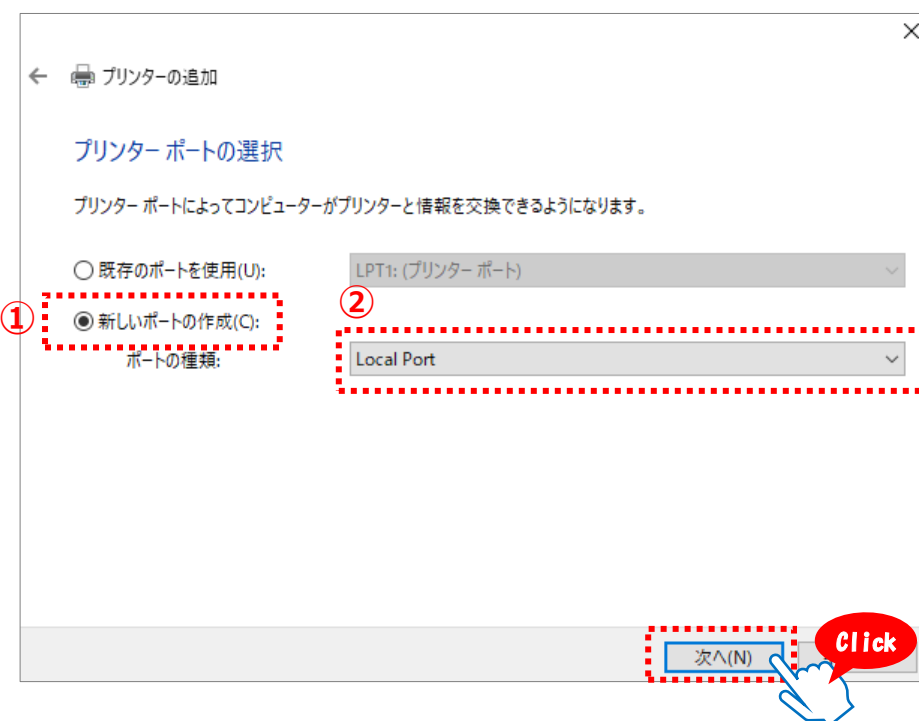 プリンターの追加
プリンター ポートの選択
プリンター ポートによってコンピューターがプリンターと情報を交換できるようになります。
既存のポートを使用(U):
LPT1: (プリンター ポート)
①
新しいポートの作成(C):
②
ポートの種類:
Local Port
次へ(N)
Click